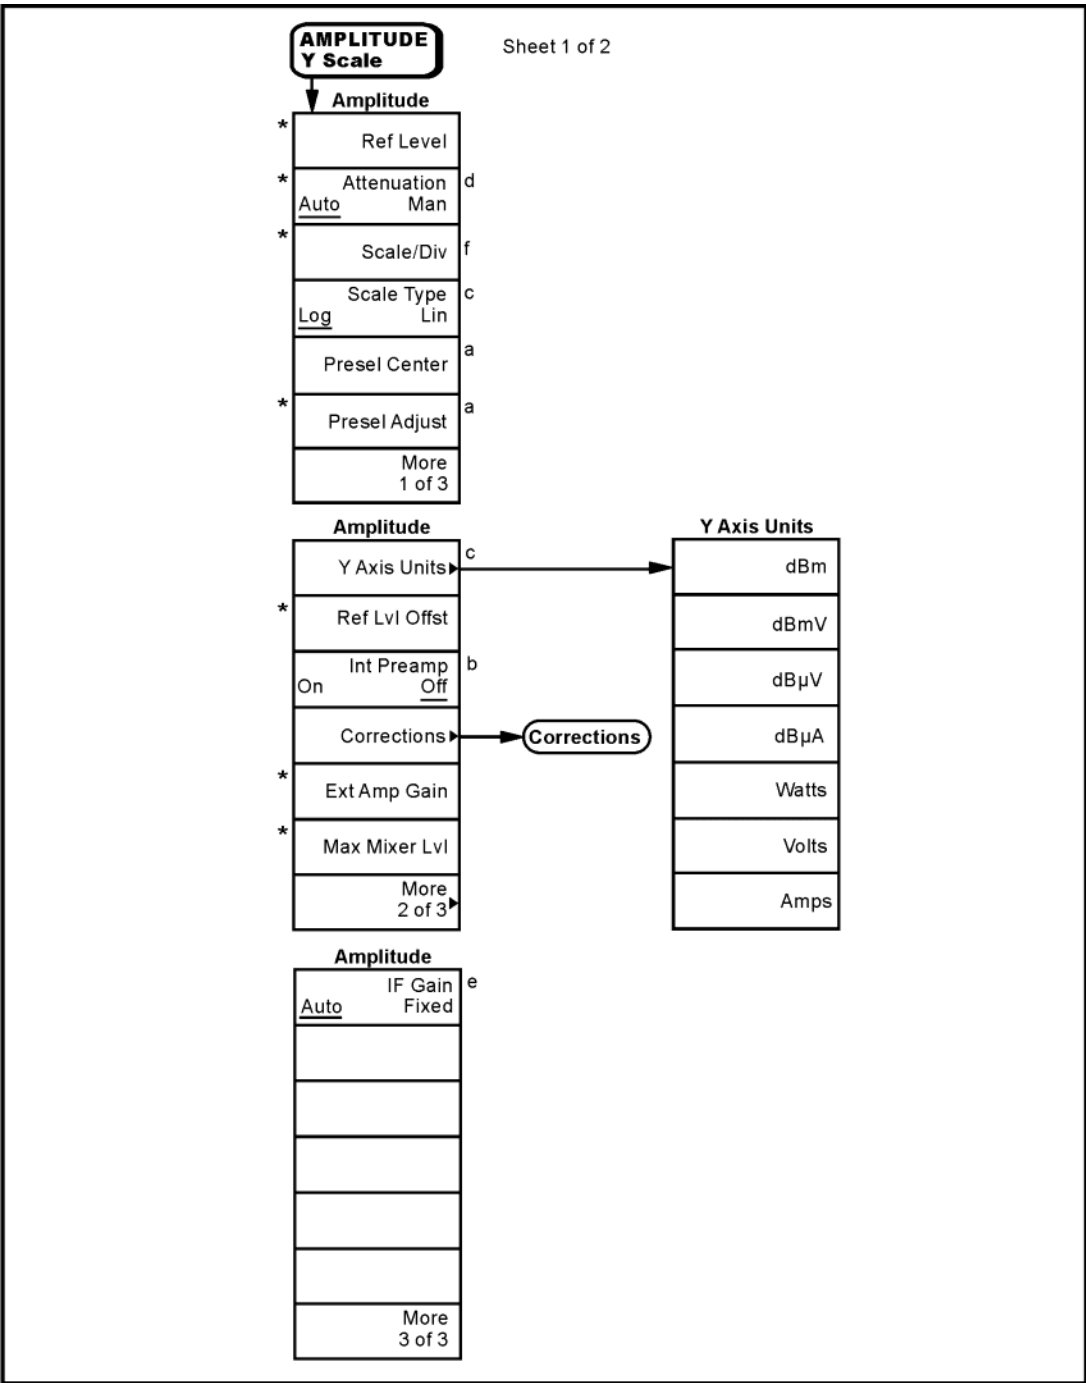 AMPLITUDE
Y Scale
Sheet 1 of 2
Amplitude
*
Ref Level
*
Attenuation d
Auto Man
*
Scale/Div f
Scale Type c
Log Lin
Presel Center a
*
Presel Adjust a
More
1 of 3
Amplitude
Y Axis Units c
*
Ref Lvl Offst
Int Preamp b
On Off
Corrections
Corrections
*
Ext Amp Gain
*
Max Mixer Lvl
More
2 of 3
Y Axis Units
dBm
dBmV
dBµV
dBµA
Watts
Volts
Amps
Amplitude
IF Gain e
Auto Fixed
More
3 of 3